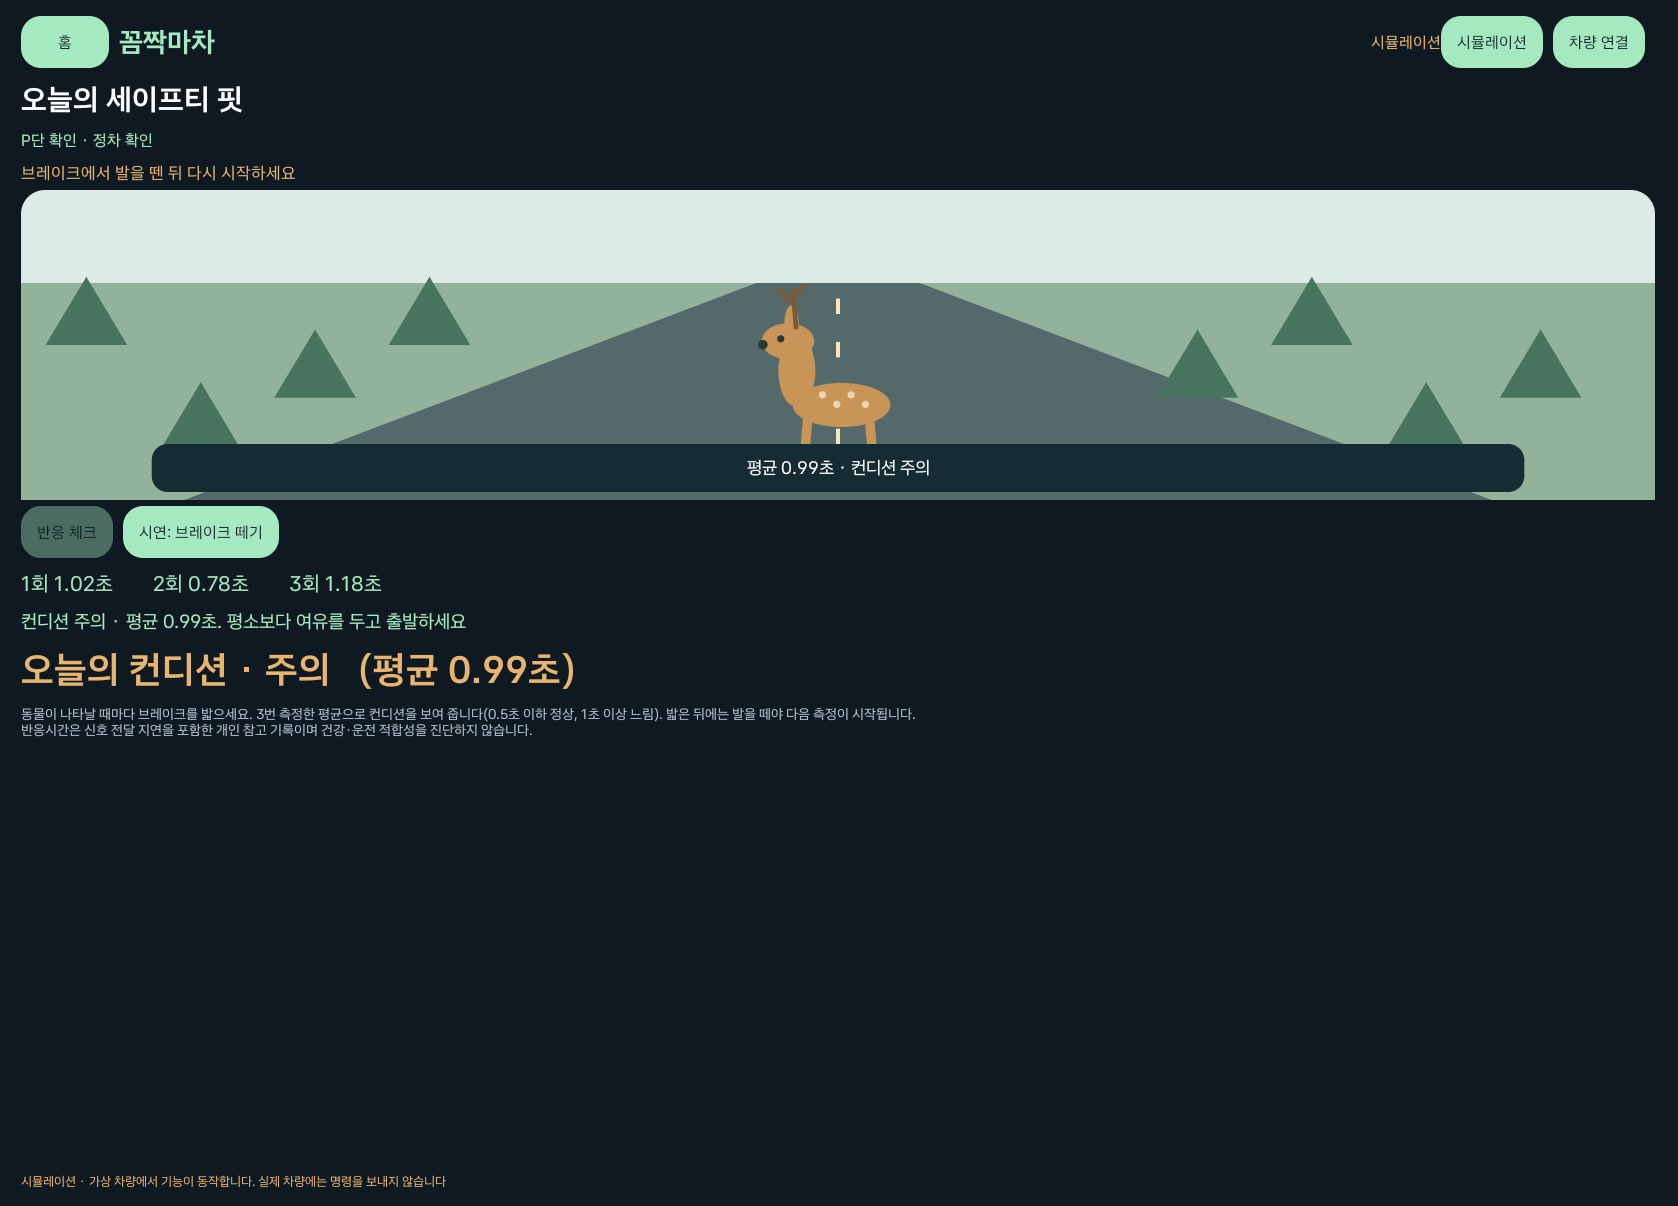 홈 꼼짝마차 시뮬레이션 시뮬레이션 차량 연결
오늘의 세이프티 핏
P단 확인 · 정차 확인
브레이크에서 발을 뗀 뒤 다시 시작하세요
평균 0.99초 · 컨디션 주의
반응 체크 시연: 브레이크 떼기
1회 1.02초 2회 0.78초 3회 1.18초
컨디션 주의 · 평균 0.99초. 평소보다 여유를 두고 출발하세요
오늘의 컨디션 · 주의 (평균 0.99초)
동물이 나타날 때마다 브레이크를 밟으세요. 3번 측정한 평균으로 컨디션을 보여 줍니다(0.5초 이하 정상, 1초 이상 느림). 밟은 뒤에는 발을 떼야 다음 측정이 시작됩니다.
반응시간은 신호 전달 지연을 포함한 개인 참고 기록이며 건강·운전 적합성을 진단하지 않습니다.
시뮬레이션 · 가상 차량에서 기능이 동작합니다. 실제 차량에는 명령을 보내지 않습니다